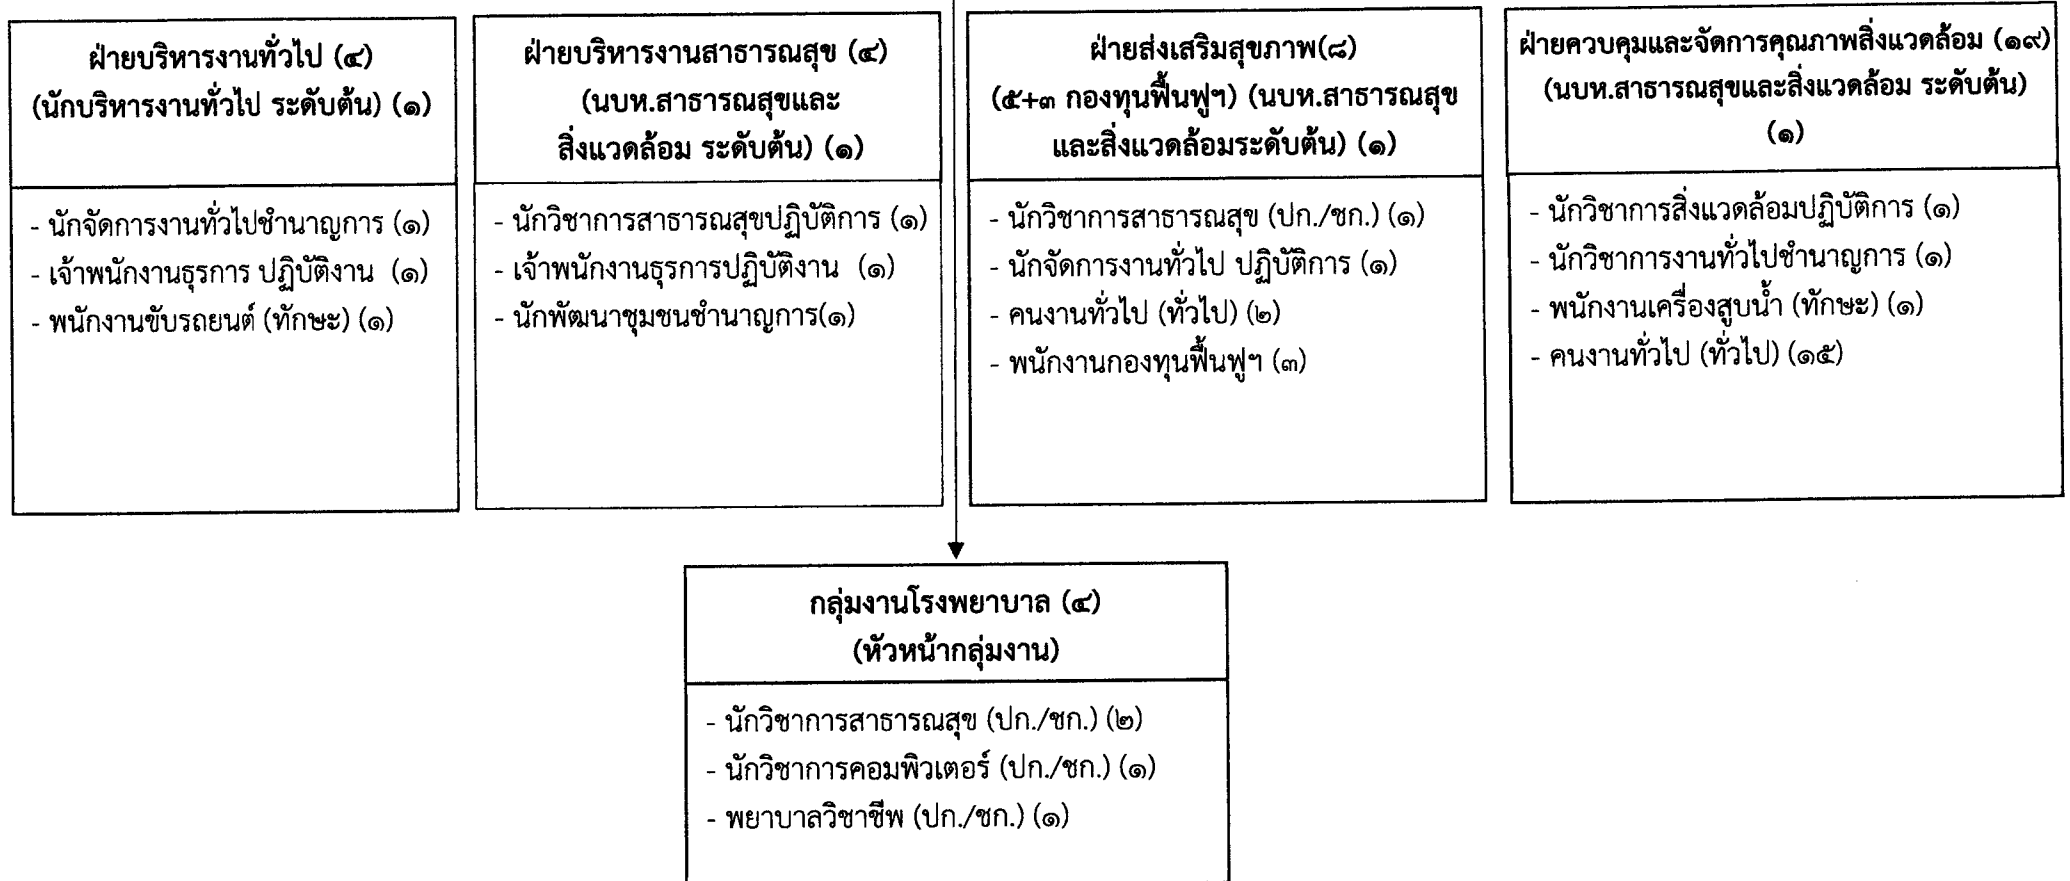 ฝ่ายบริหารงานทั่วไป (๔)
(นักบริหารงานทั่วไป ระดับต้น) (๑)
- นักจัดการงานทั่วไปชำนาญการ (๑)
- เจ้าพนักงานธุรการ ปฏิบัติงาน (๑)
- พนักงานขับรถยนต์ (ทักษะ) (๑)
ฝ่ายบริหารงานสาธารณสุข (๔)
(นบห.สาธารณสุขและ
สิ่งแวดล้อม ระดับต้น) (๑)
- นักวิชาการสาธารณสุขปฏิบัติการ (๑)
- เจ้าพนักงานธุรการปฏิบัติงาน (๑)
- นักพัฒนาชุมชนชำนาญการ(๑)
ฝ่ายส่งเสริมสุขภาพ(๘)
(๕+๓ กองทุนฟื้นฟูฯ) (นบห.สาธารณสุข
และสิ่งแวดล้อมระดับต้น) (๑)
- นักวิชาการสาธารณสุข (ปก./ชก.) (๑)
- นักจัดการงานทั่วไป ปฏิบัติการ (๑)
- คนงานทั่วไป (ทั่วไป) (๒)
- พนักงานกองทุนฟื้นฟูฯ (๓)
ฝ่ายควบคุมและจัดการคุณภาพสิ่งแวดล้อม (๑๙)
(นบห.สาธารณสุขและสิ่งแวดล้อม ระดับต้น)
(๑)
- นักวิชาการสิ่งแวดล้อมปฏิบัติการ (๑)
- นักวิชาการงานทั่วไปชำนาญการ (๑)
- พนักงานเครื่องสูบน้ำ (ทักษะ) (๑)
- คนงานทั่วไป (ทั่วไป) (๑๕)
กลุ่มงานโรงพยาบาล (๔)
(หัวหน้ากลุ่มงาน)
- นักวิชาการสาธารณสุข (ปก./ชก.) (๒)
- นักวิชาการคอมพิวเตอร์ (ปก./ชก.) (๑)
- พยาบาลวิชาชีพ (ปก./ชก.) (๑)